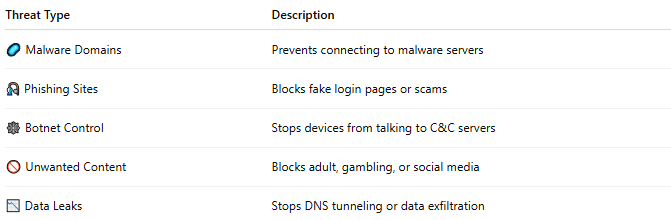 Threat Type Description
Malware Domains Prevents connecting to malware servers
Phishing Sites Blocks fake login pages or scams
Botnet Control Stops devices from talking to C&C servers
Unwanted Content Blocks adult, gambling, or social media
Data Leaks Stops DNS tunneling or data exfiltration